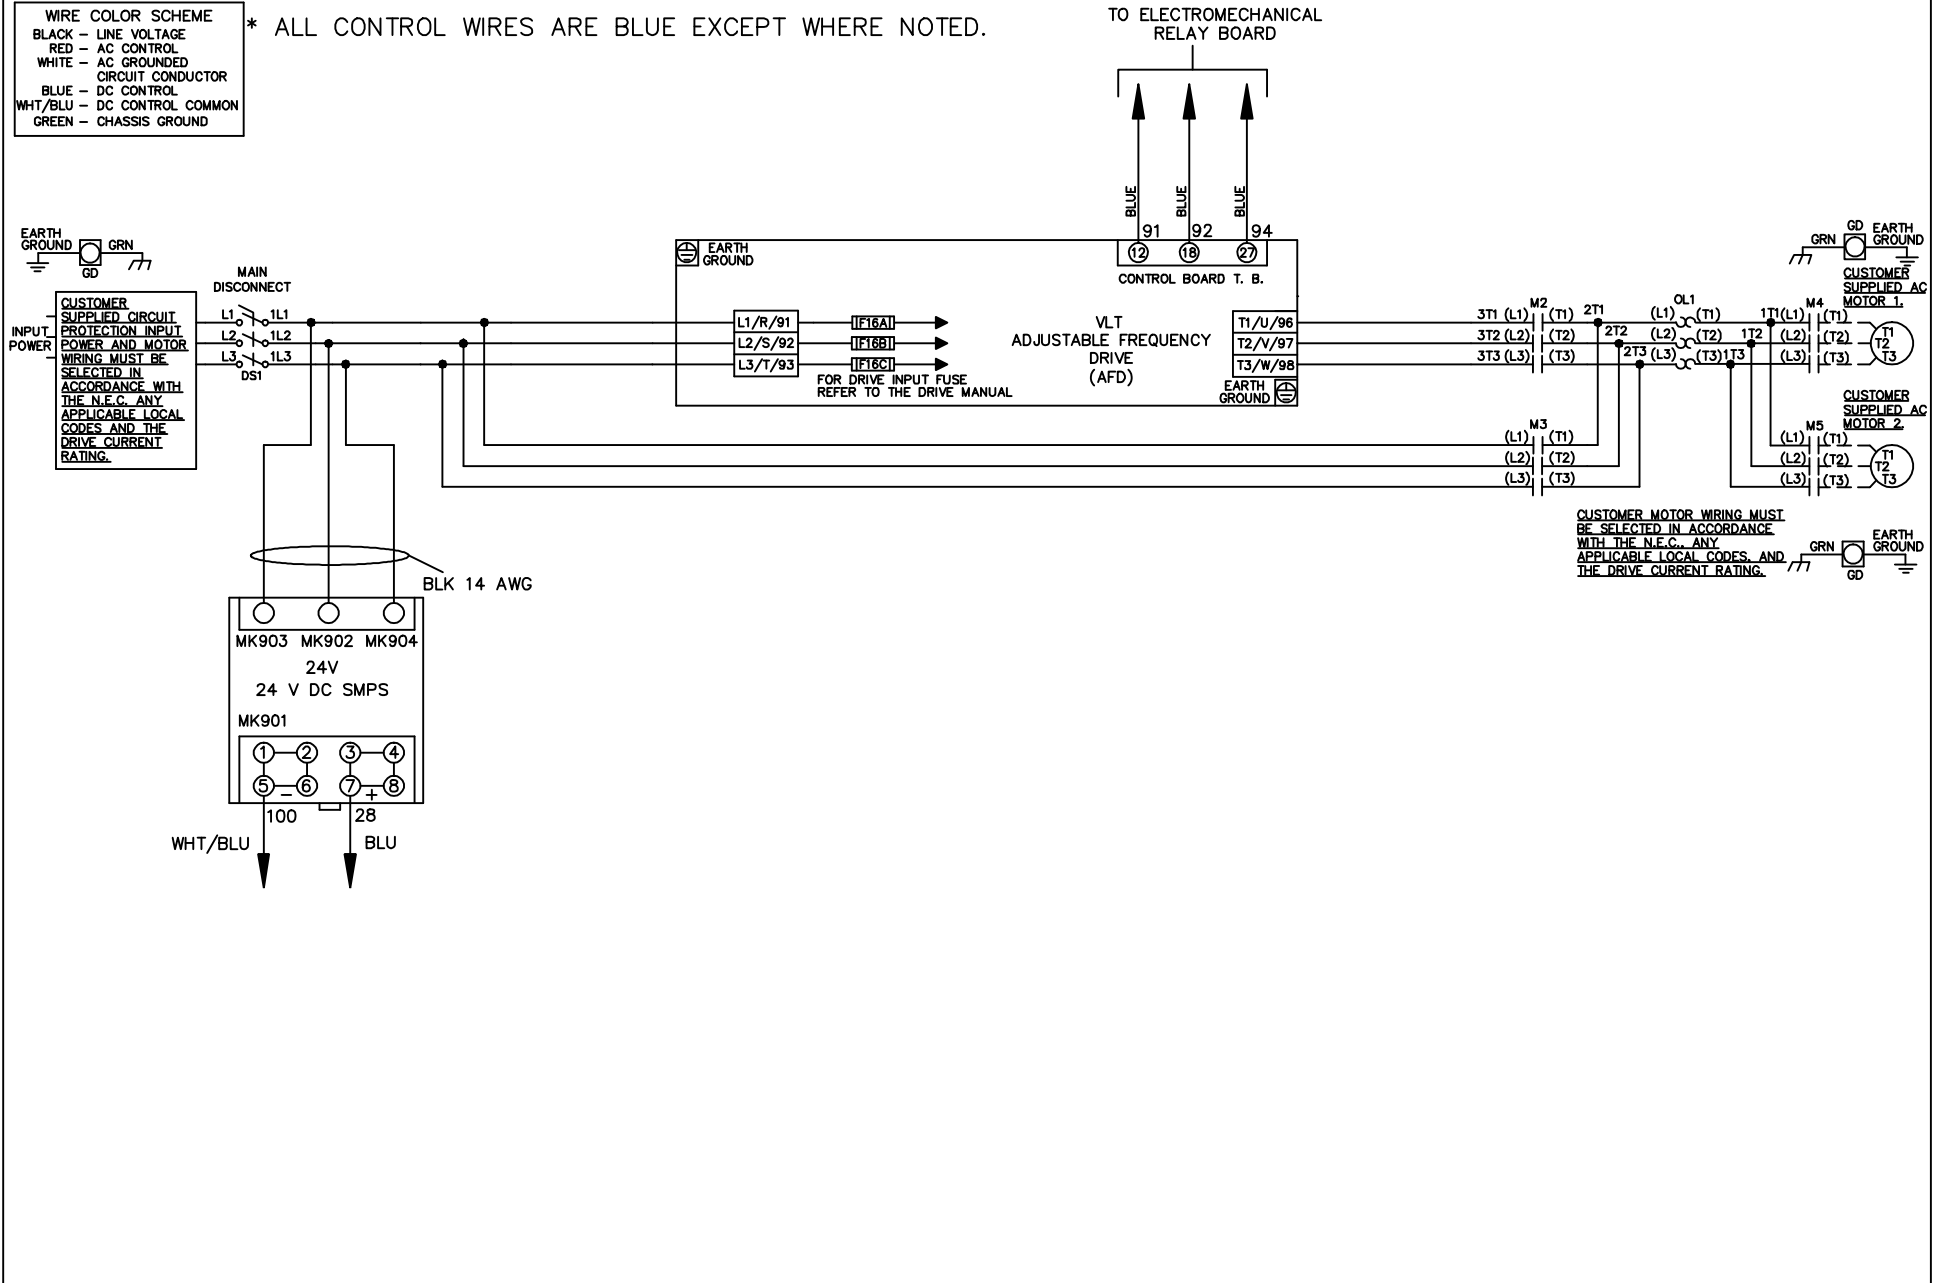 WIRE COLOR SCHEME
BLACK – LINE VOLTAGE
RED – AC CONTROL
WHITE – AC GROUNDED
CIRCUIT CONDUCTOR
BLUE – DC CONTROL
WHT/BLU – DC CONTROL COMMON
GREEN – CHASSIS GROUND
* ALL CONTROL WIRES ARE BLUE EXCEPT WHERE NOTED.
TO ELECTROMECHANICAL
RELAY BOARD
BLUE
BLUE
BLUE
91 92 94
12 18 27
CONTROL BOARD T. B.
EARTH
GROUND
GRN
GD
MAIN
DISCONNECT
L1 1L1
L2 1L2
L3 1L3
DS1
INPUT
POWER
CUSTOMER
SUPPLIED CIRCUIT
PROTECTION INPUT
POWER AND MOTOR
WIRING MUST BE
SELECTED IN
ACCORDANCE WITH
THE N.E.C. ANY
APPLICABLE LOCAL
CODES AND THE
DRIVE CURRENT
RATING.
EARTH
GROUND
L1/R/91
L2/S/92
L3/T/93
F16A
F16B
F16C
FOR DRIVE INPUT FUSE
REFER TO THE DRIVE MANUAL
VLT
ADJUSTABLE FREQUENCY
DRIVE
(AFD)
T1/U/96
T2/V/97
T3/W/98
EARTH
GROUND
M2
3T1 (L1) (T1) 2T1
3T2 (L2) (T2) 2T2
3T3 (L3) (T3) 2T3
OL1
(L1) (T1) 1T1
(L2) (T2) 1T2
(L3) (T3) 1T3
M4
(L1) (T1)
(L2) (T2)
(L3) (T3)
T1
T2
T3
GRN
GD
EARTH
GROUND
CUSTOMER
SUPPLIED AC
MOTOR 1.
M3
(L1) (T1)
(L2) (T2)
(L3) (T3)
M5
(L1) (T1)
(L2) (T2)
(L3) (T3)
T1
T2
T3
CUSTOMER
SUPPLIED AC
MOTOR 2.
CUSTOMER MOTOR WIRING MUST
BE SELECTED IN ACCORDANCE
WITH THE N.E.C., ANY
APPLICABLE LOCAL CODES, AND
THE DRIVE CURRENT RATING.
GRN
GD
EARTH
GROUND
BLK 14 AWG
MK903 MK902 MK904
24V
24 V DC SMPS
MK901
1 2 3 4
5 6 7 8
– +
100 28
WHT/BLU BLU